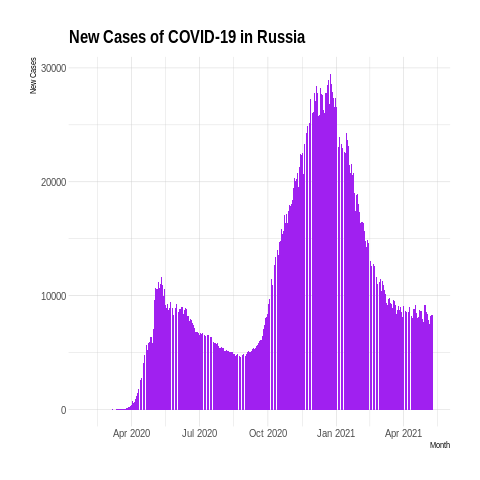 New Cases of COVID-19 in Russia
New Cases
30000
20000
10000
0
Apr 2020 Jul 2020 Oct 2020 Jan 2021 Apr 2021
Month